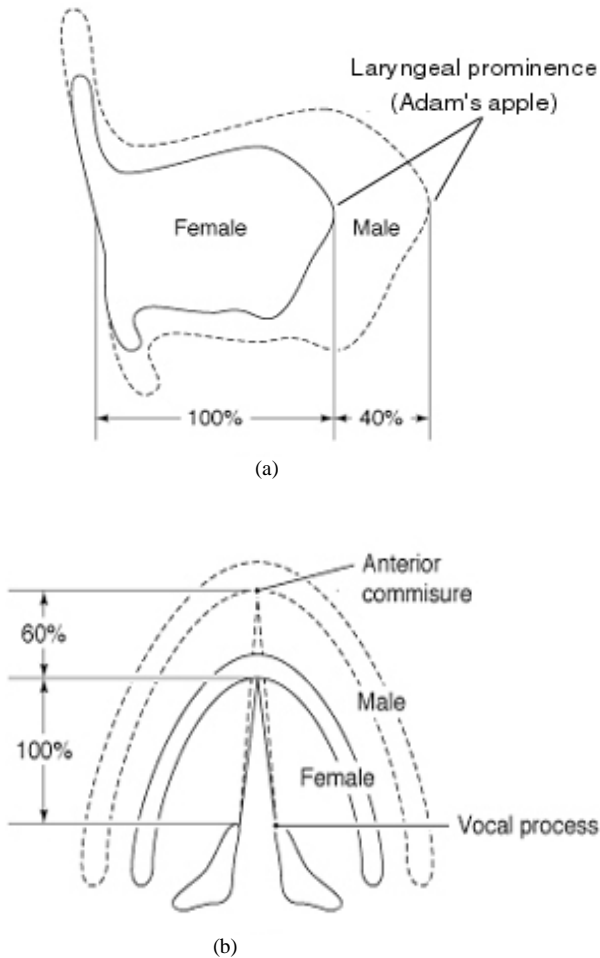 Laryngeal prominence
(Adam's apple)
Female
Male
100%
40%
(a)
Anterior
commisure
60%
Male
100%
Female
Vocal process
(b)